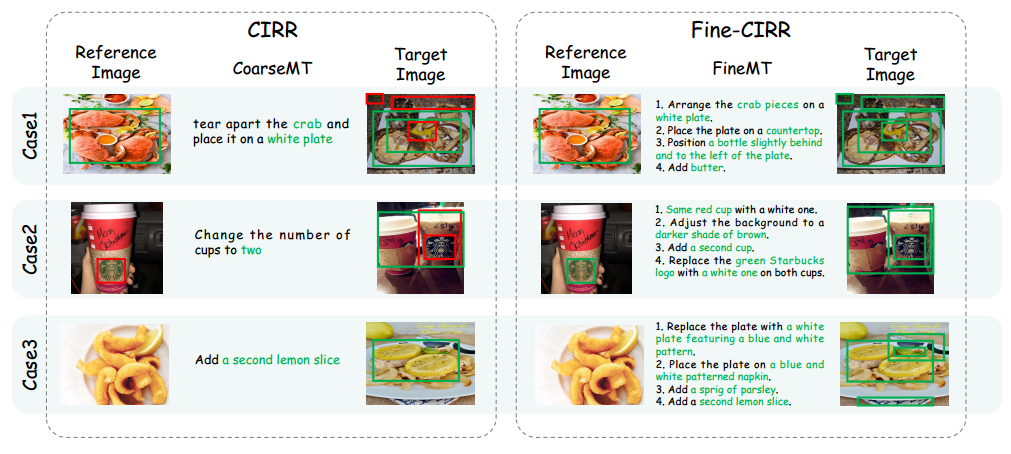 CIRR
Reference Image
CoarseMT
Target Image
Fine-CIRR
Reference Image
FineMT
Target Image
Case1
tear apart the crab and
place it on a white plate
1. Arrange the crab pieces on a
white plate.
2. Place the plate on a countertop.
3. Position a bottle slightly behind
and to the left of the plate.
4. Add butter.
Case2
Merry
Change the number of
cups to two
Merry
1. Same red cup with a white one.
2. Adjust the background to a
darker shade of brown.
3. Add a second cup.
4. Replace the green Starbucks
logo with a white one on both cups.
Case3
Add a second lemon slice
1. Replace the plate with a white
plate featuring a blue and white
pattern.
2. Place the plate on a blue and
white patterned napkin.
3. Add a sprig of parsley.
4. Add a second lemon slice.